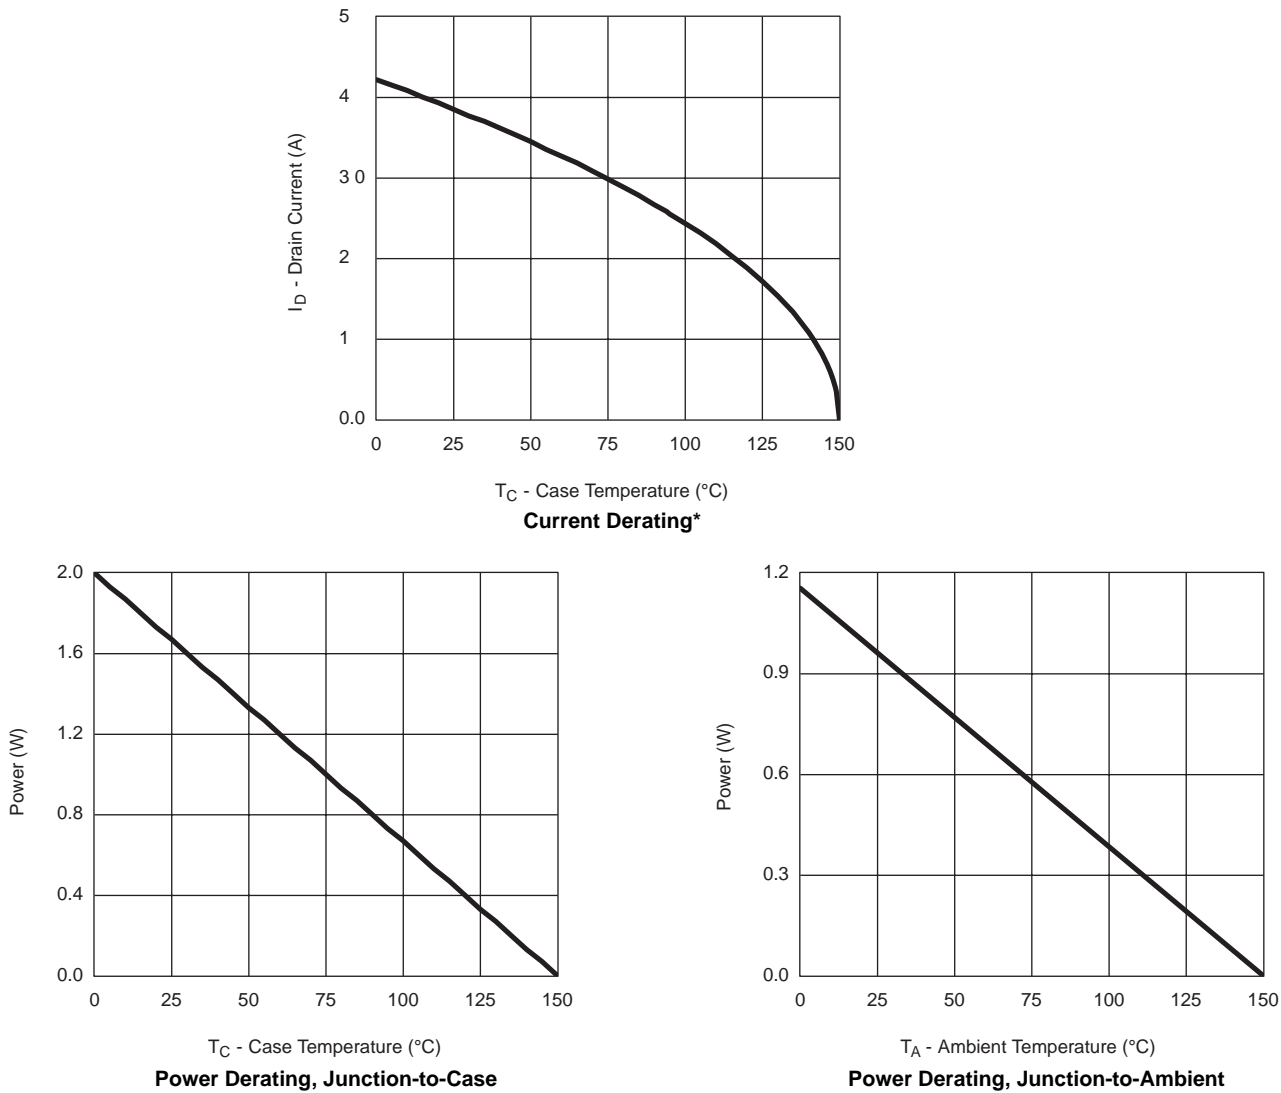 5
4
3 0
2
1
0.0
I_D - Drain Current (A)
0 25 50 75 100 125 150
T_C - Case Temperature (°C)
Current Derating*
2.0
1.6
1.2
0.8
0.4
0.0
Power (W)
0 25 50 75 100 125 150
T_C - Case Temperature (°C)
Power Derating, Junction-to-Case
1.2
0.9
0.6
0.3
0.0
Power (W)
0 25 50 75 100 125 150
T_A - Ambient Temperature (°C)
Power Derating, Junction-to-Ambient